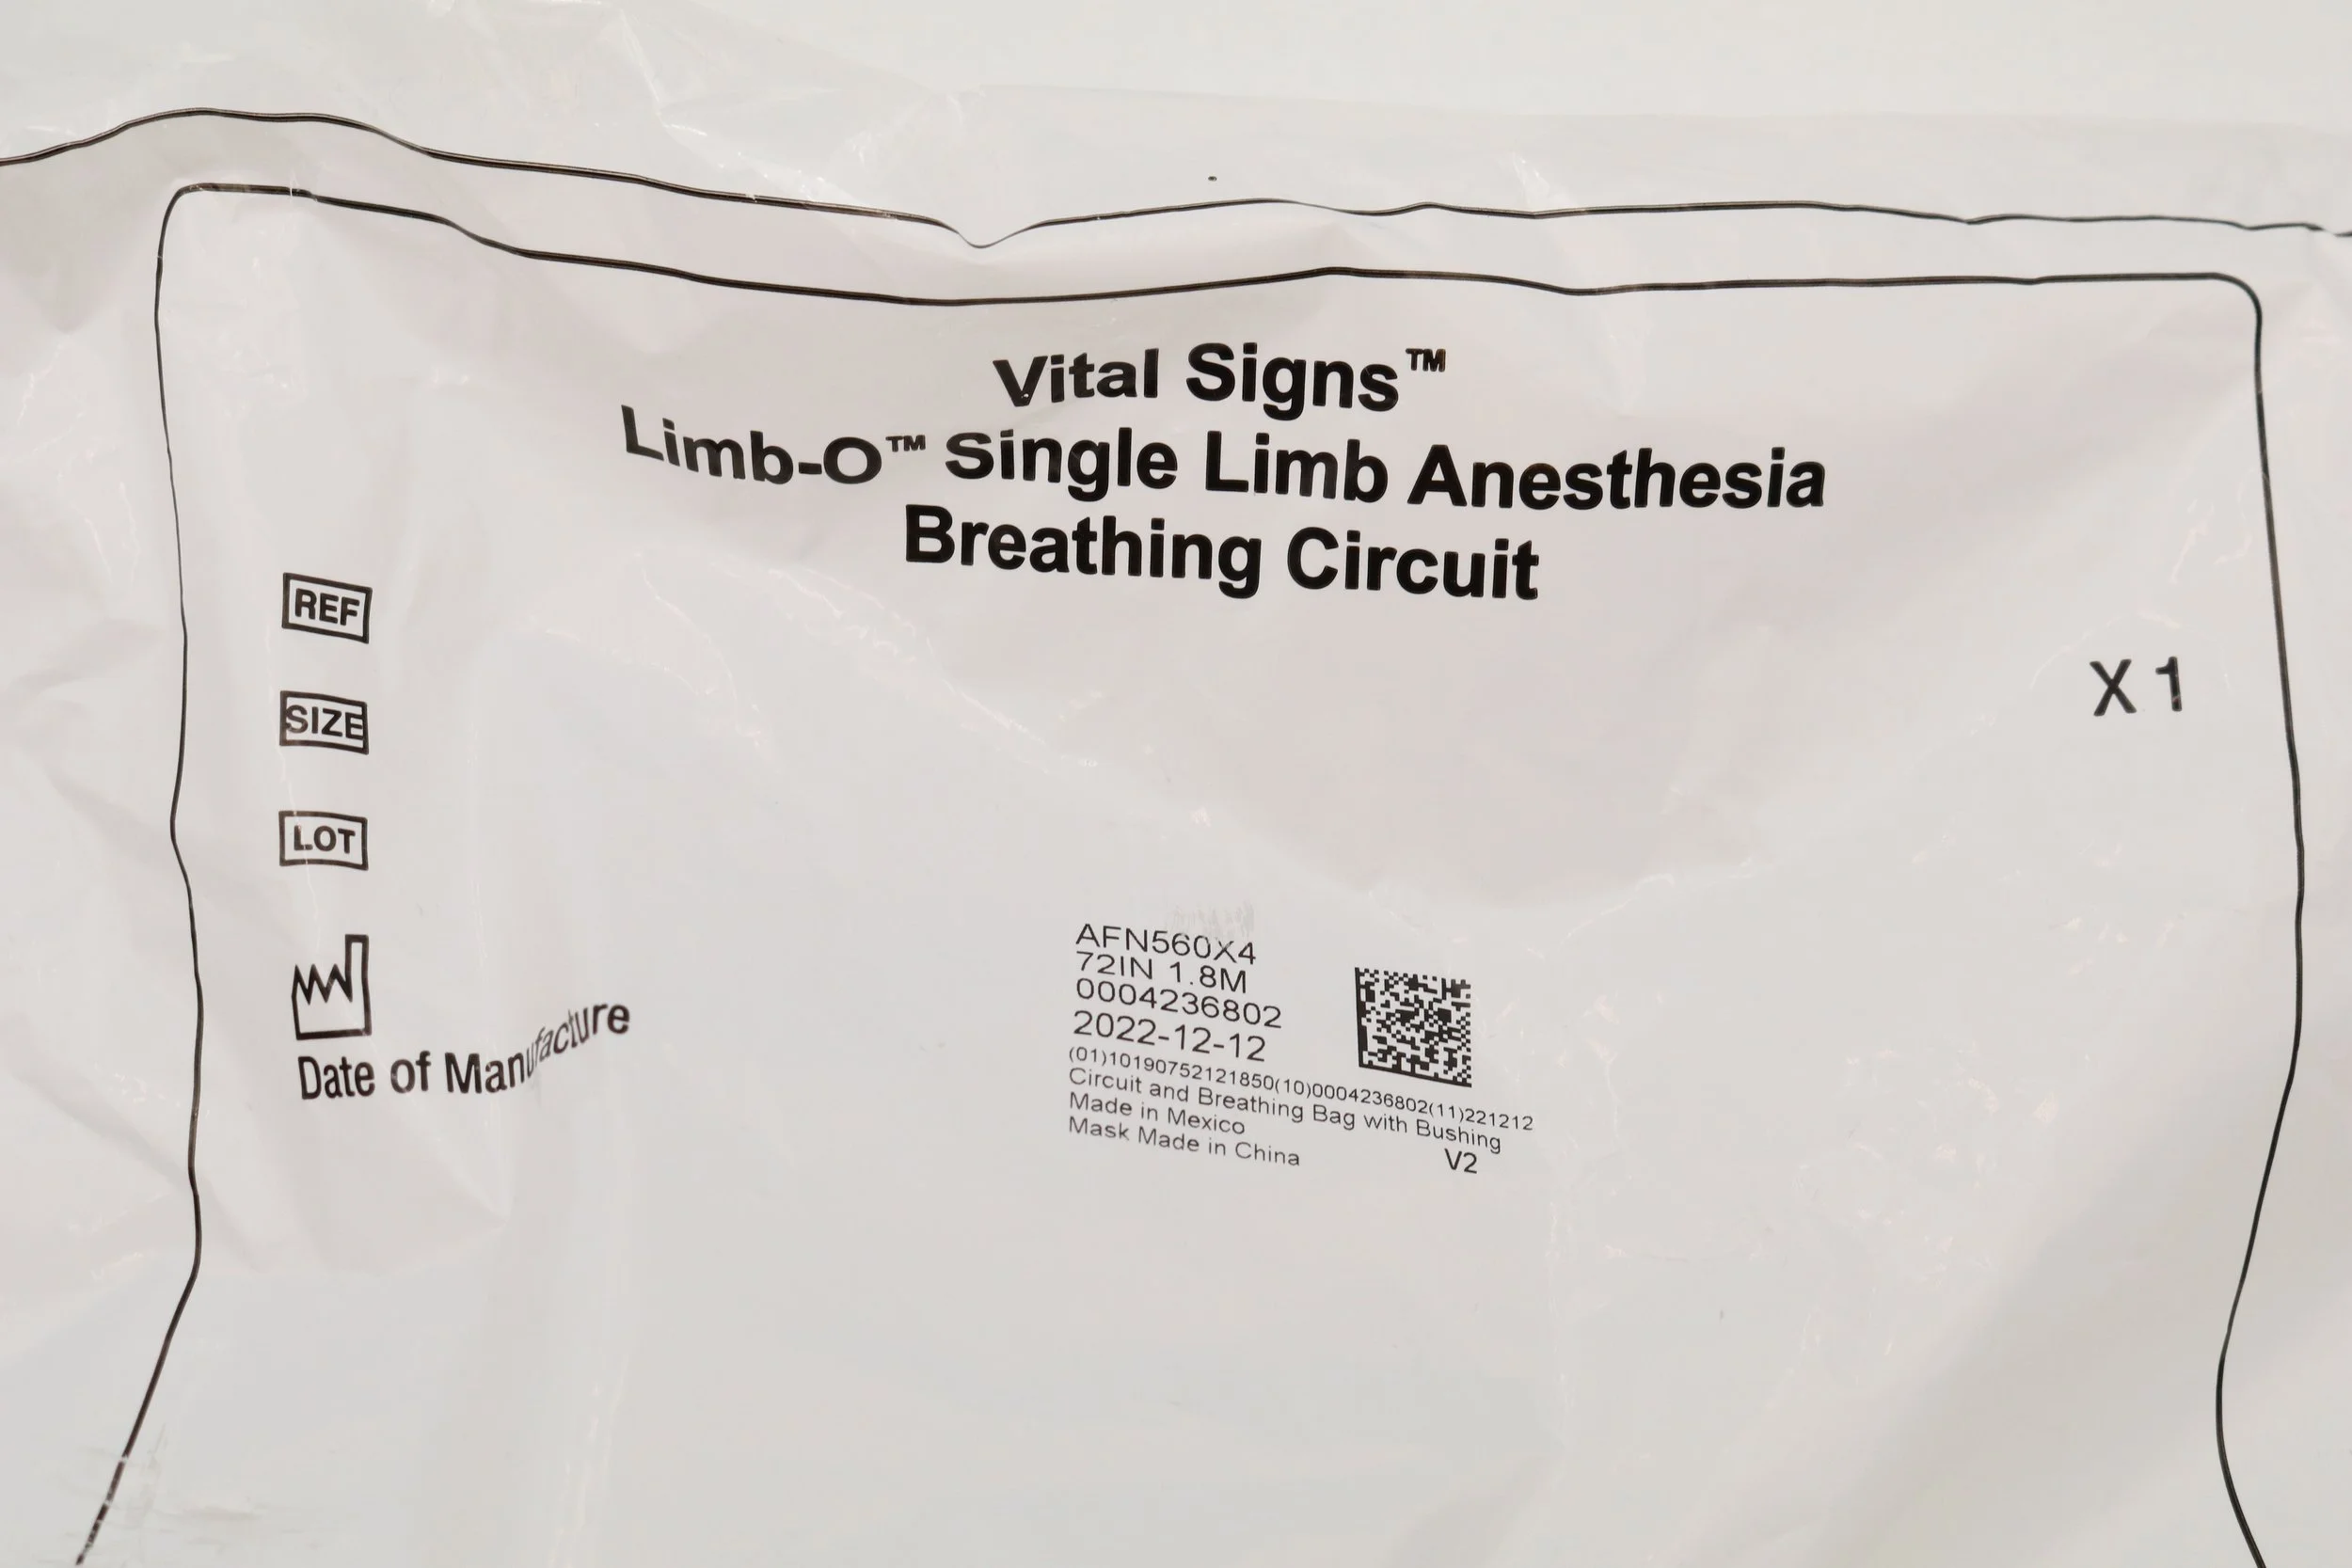 Vital Signs™
Limb-O™ Single Limb Anesthesia
Breathing Circuit
REF
SIZE
LOT
Date of Manufacture
X 1
AFN560X4
72IN 1.8M
0004236802
2022-12-12
(01)10190752121850(10)0004236802(11)221212
Circuit and Breathing Bag with Bushing
Made in Mexico
Mask Made in China
V2